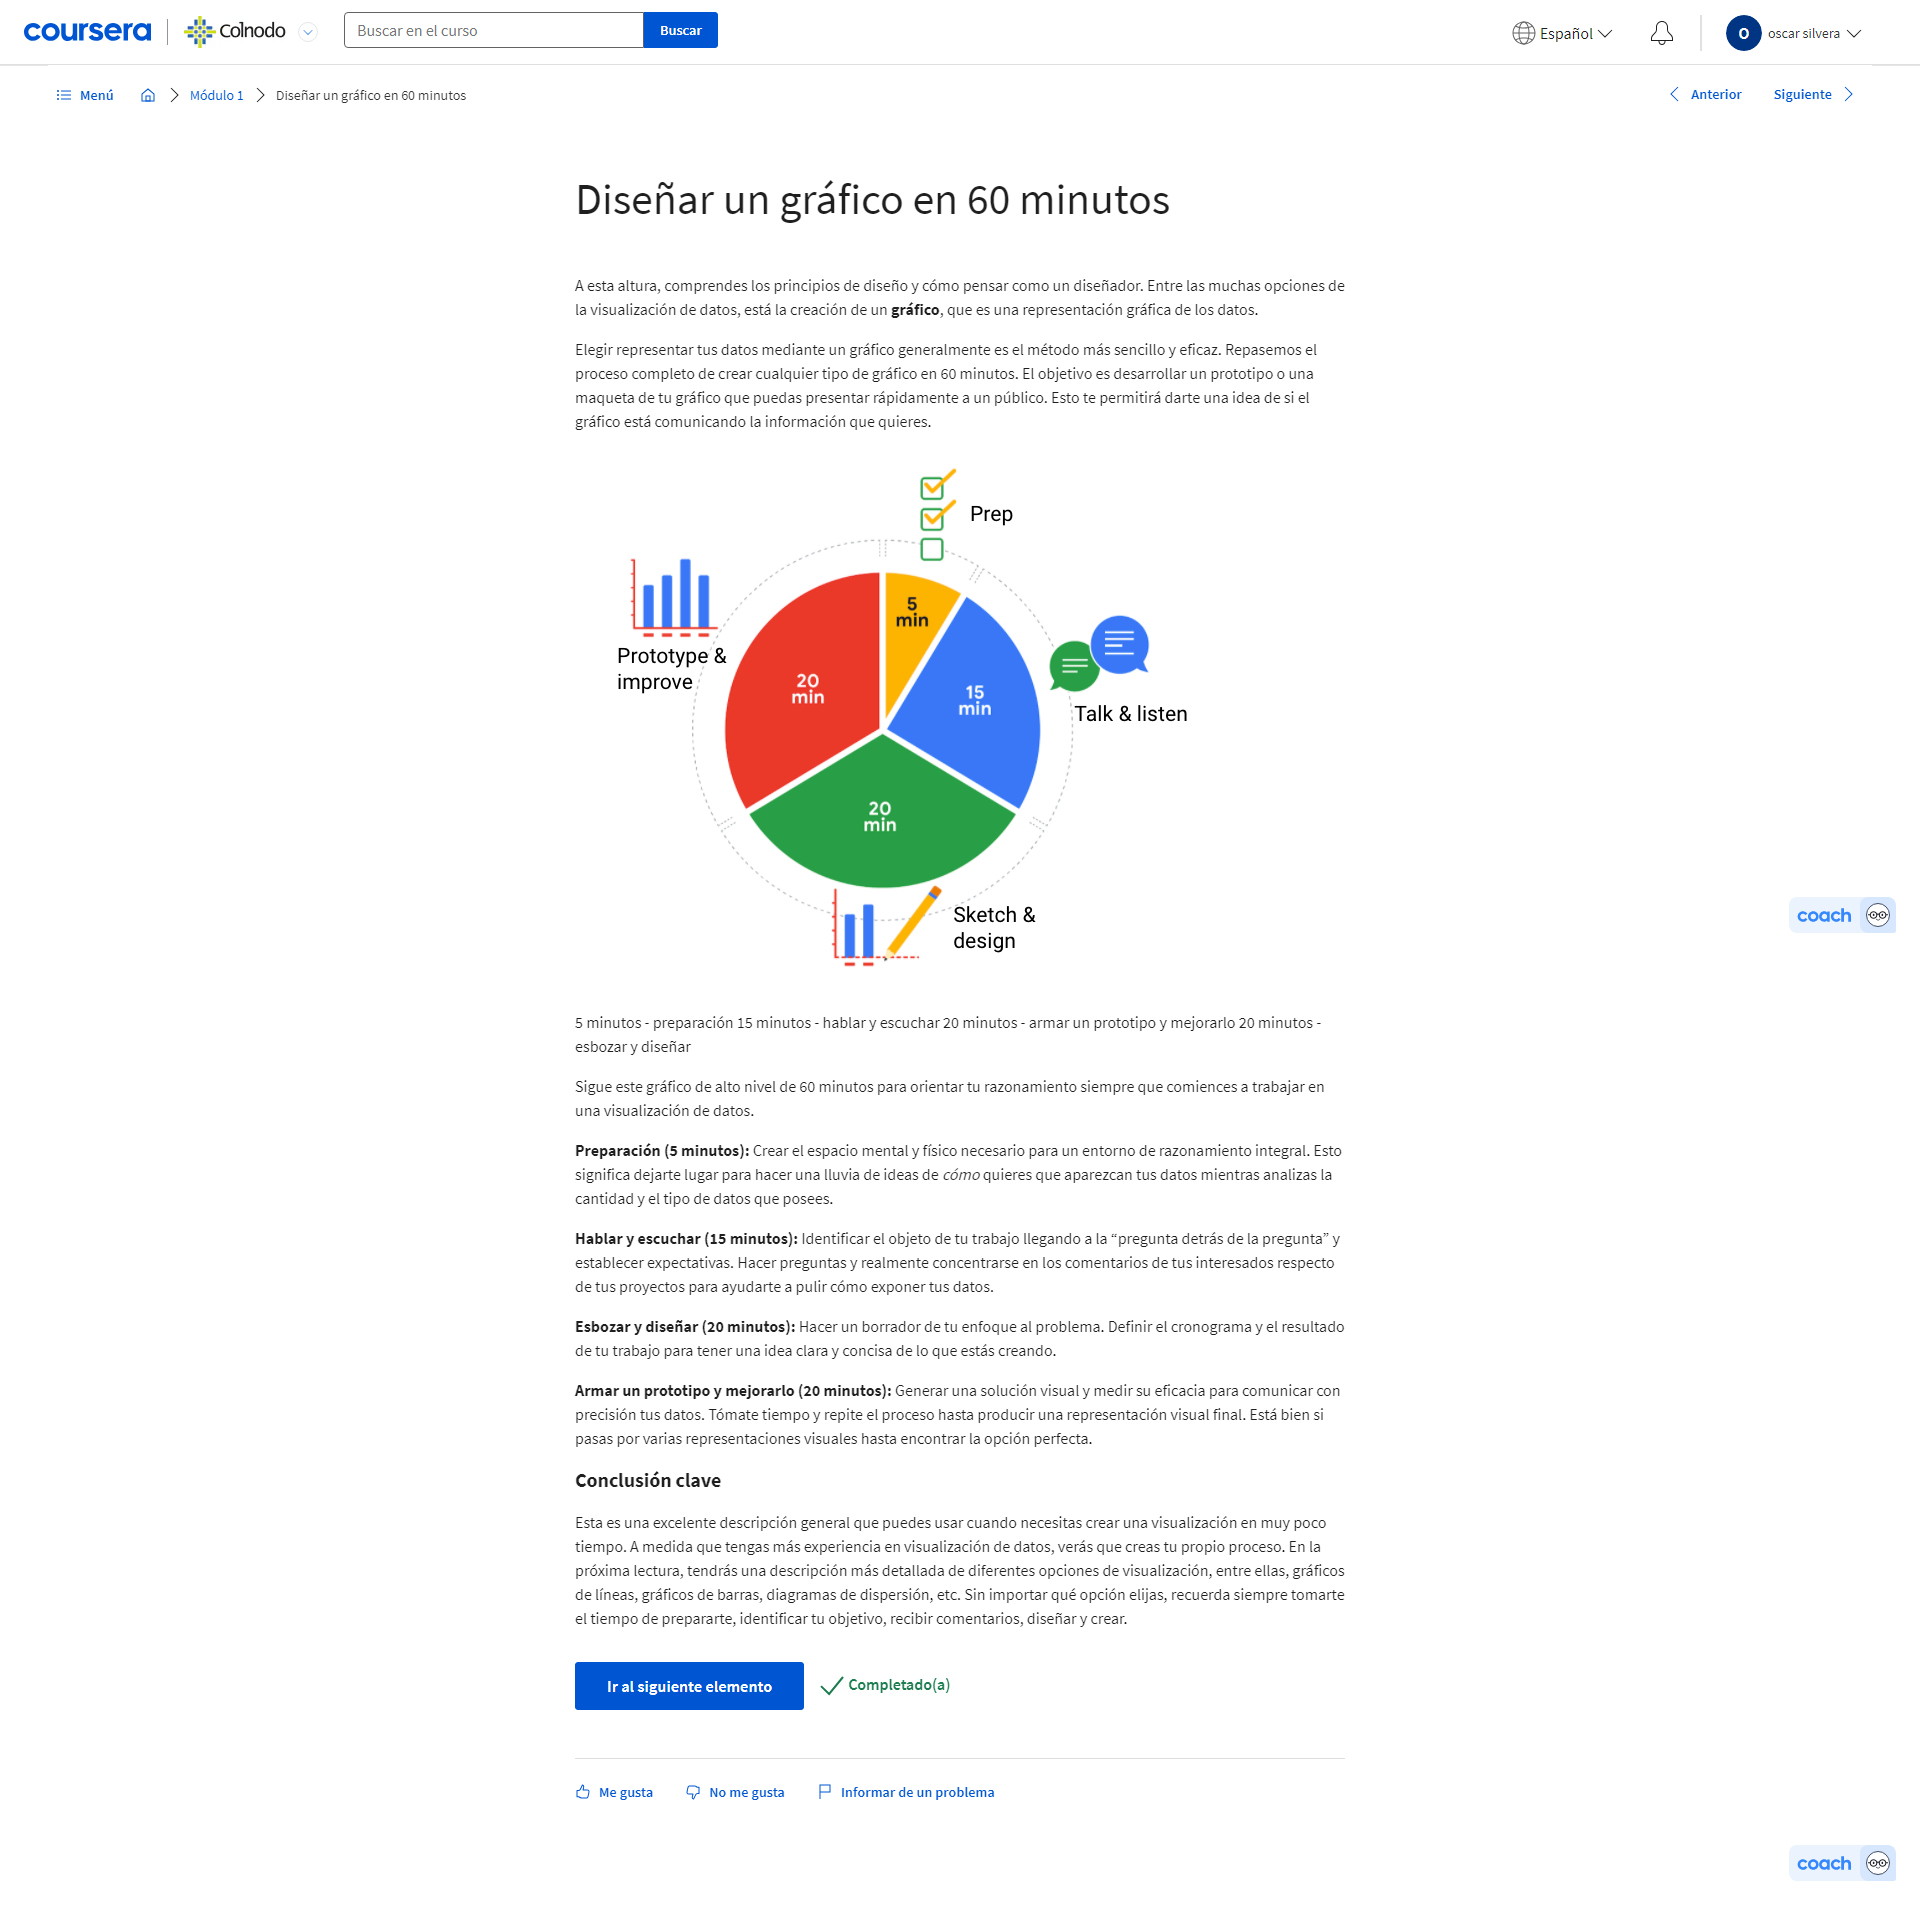 coursera
Colnodo
Buscar en el curso
Buscar
Español
O
oscar silvera
Menú
Módulo 1
Diseñar un gráfico en 60 minutos
Anterior
Siguiente
Diseñar un gráfico en 60 minutos
A esta altura, comprendes los principios de diseño y cómo pensar como un diseñador. Entre las muchas opciones de
la visualización de datos, está la creación de un gráfico, que es una representación gráfica de los datos.
Elegir representar tus datos mediante un gráfico generalmente es el método más sencillo y eficaz. Repasemos el
proceso completo de crear cualquier tipo de gráfico en 60 minutos. El objetivo es desarrollar un prototipo o una
maqueta de tu gráfico que puedas presentar rápidamente a un público. Esto te permitirá darte una idea de si el
gráfico está comunicando la información que quieres.
Prep
5
min
Prototype &
improve
20
min
15
min
Talk & listen
20
min
Sketch &
design
coach
5 minutos - preparación 15 minutos - hablar y escuchar 20 minutos - armar un prototipo y mejorarlo 20 minutos -
esbozar y diseñar
Sigue este gráfico de alto nivel de 60 minutos para orientar tu razonamiento siempre que comiences a trabajar en
una visualización de datos.
Preparación (5 minutos): Crear el espacio mental y físico necesario para un entorno de razonamiento integral. Esto
significa dejarte lugar para hacer una lluvia de ideas de cómo quieres que aparezcan tus datos mientras analizas la
cantidad y el tipo de datos que posees.
Hablar y escuchar (15 minutos): Identificar el objeto de tu trabajo llegando a la “pregunta detrás de la pregunta” y
establecer expectativas. Hacer preguntas y realmente concentrarse en los comentarios de tus interesados respecto
de tus proyectos para ayudarte a pulir cómo exponer tus datos.
Esbozar y diseñar (20 minutos): Hacer un borrador de tu enfoque al problema. Definir el cronograma y el resultado
de tu trabajo para tener una idea clara y concisa de lo que estás creando.
Armar un prototipo y mejorarlo (20 minutos): Generar una solución visual y medir su eficacia para comunicar con
precisión tus datos. Tómate tiempo y repite el proceso hasta producir una representación visual final. Está bien si
pasas por varias representaciones visuales hasta encontrar la opción perfecta.
Conclusión clave
Esta es una excelente descripción general que puedes usar cuando necesitas crear una visualización en muy poco
tiempo. A medida que tengas más experiencia en visualización de datos, verás que creas tu propio proceso. En la
próxima lectura, tendrás una descripción más detallada de diferentes opciones de visualización, entre ellas, gráficos
de líneas, gráficos de barras, diagramas de dispersión, etc. Sin importar qué opción elijas, recuerda siempre tomarte
el tiempo de prepararte, identificar tu objetivo, recibir comentarios, diseñar y crear.
Ir al siguiente elemento
Completado(a)
Me gusta
No me gusta
Informar de un problema
coach